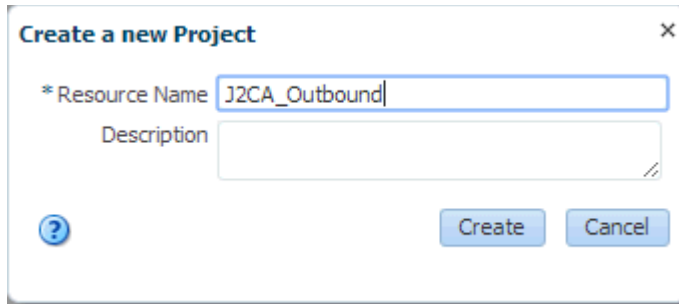 Create a new Project ×
* Resource Name J2CA_Outbound
Description
? Create Cancel